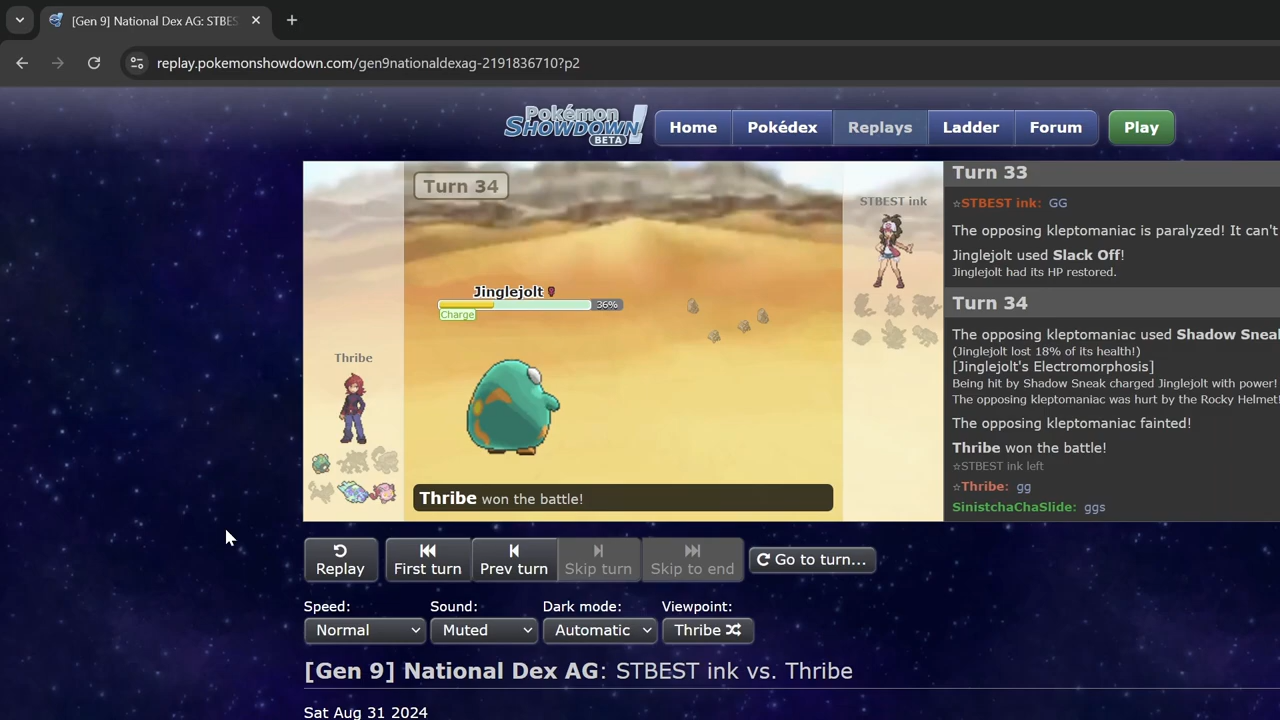 [Gen 9] National Dex AG: STBES
replay.pokemonshowdown.com/gen9nationaldexag-2191836710?p2
Pokémon
SHOWDOWN!
BETA
Home
Pokédex
Replays
Ladder
Forum
Play
Turn 34
STBEST ink
Jinglejolt
36%
Charge
Thribe
Thribe won the battle!
Turn 33
☆STBEST ink: GG
The opposing kleptomaniac is paralyzed! It can't
Jinglejolt used Slack Off!
Jinglejolt had its HP restored.
Turn 34
The opposing kleptomaniac used Shadow Sneak
(Jinglejolt lost 18% of its health!)
[Jinglejolt's Electromorphosis]
Being hit by Shadow Sneak charged Jinglejolt with power!
The opposing kleptomaniac was hurt by the Rocky Helmet!
The opposing kleptomaniac fainted!
Thribe won the battle!
☆STBEST ink left
☆Thribe: gg
SinistchaChaSlide: ggs
Replay
First turn
Prev turn
Skip turn
Skip to end
Go to turn...
Speed:
Sound:
Dark mode:
Viewpoint:
Normal
Muted
Automatic
Thribe
[Gen 9] National Dex AG: STBEST ink vs. Thribe
Sat Aug 31 2024